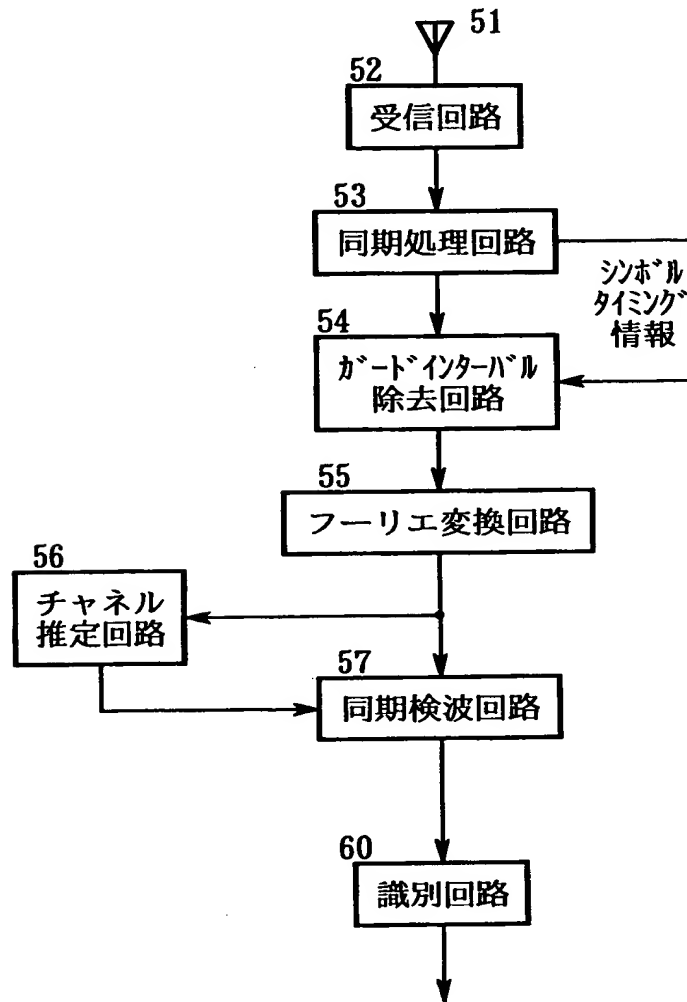 51
52
受信回路
53
同期処理回路
シンボル
タイミング
情報
54
ガードインターバル
除去回路
55
フーリエ変換回路
56
チャネル
推定回路
57
同期検波回路
60
識別回路